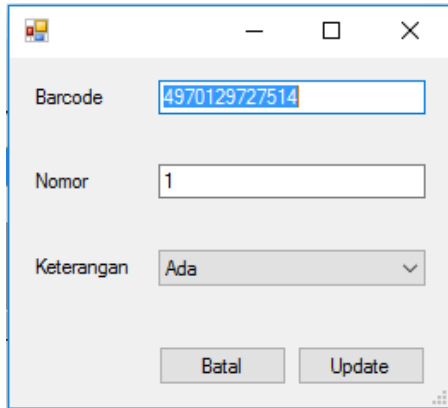 Barcode 4970129727514
Nomor 1
Keterangan Ada
Batal Update